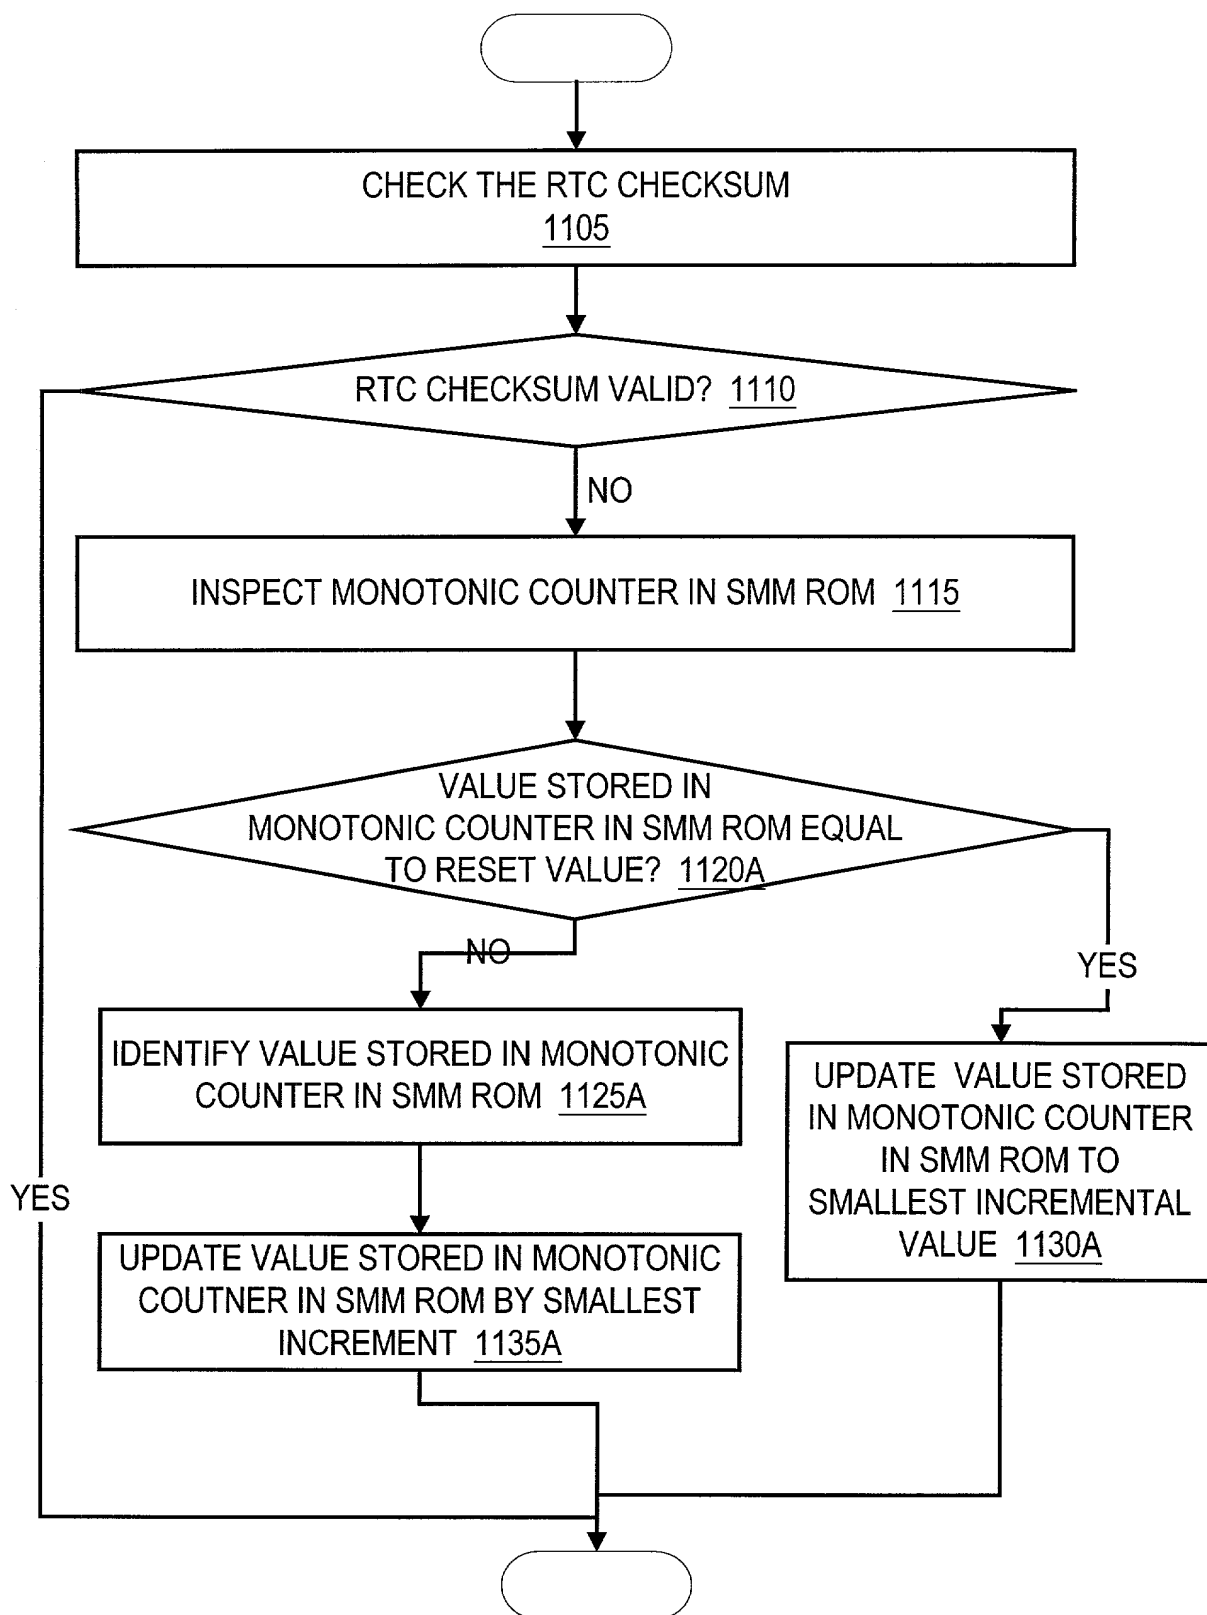 CHECK THE RTC CHECKSUM
1105
RTC CHECKSUM VALID? 1110
NO
INSPECT MONOTONIC COUNTER IN SMM ROM 1115
VALUE STORED IN
MONOTONIC COUNTER IN SMM ROM EQUAL
TO RESET VALUE? 1120A
NO
YES
IDENTIFY VALUE STORED IN MONOTONIC
COUNTER IN SMM ROM 1125A
UPDATE VALUE STORED
IN MONOTONIC COUNTER
IN SMM ROM TO
SMALLEST INCREMENTAL
VALUE 1130A
YES
UPDATE VALUE STORED IN MONOTONIC
COUTNER IN SMM ROM BY SMALLEST
INCREMENT 1135A